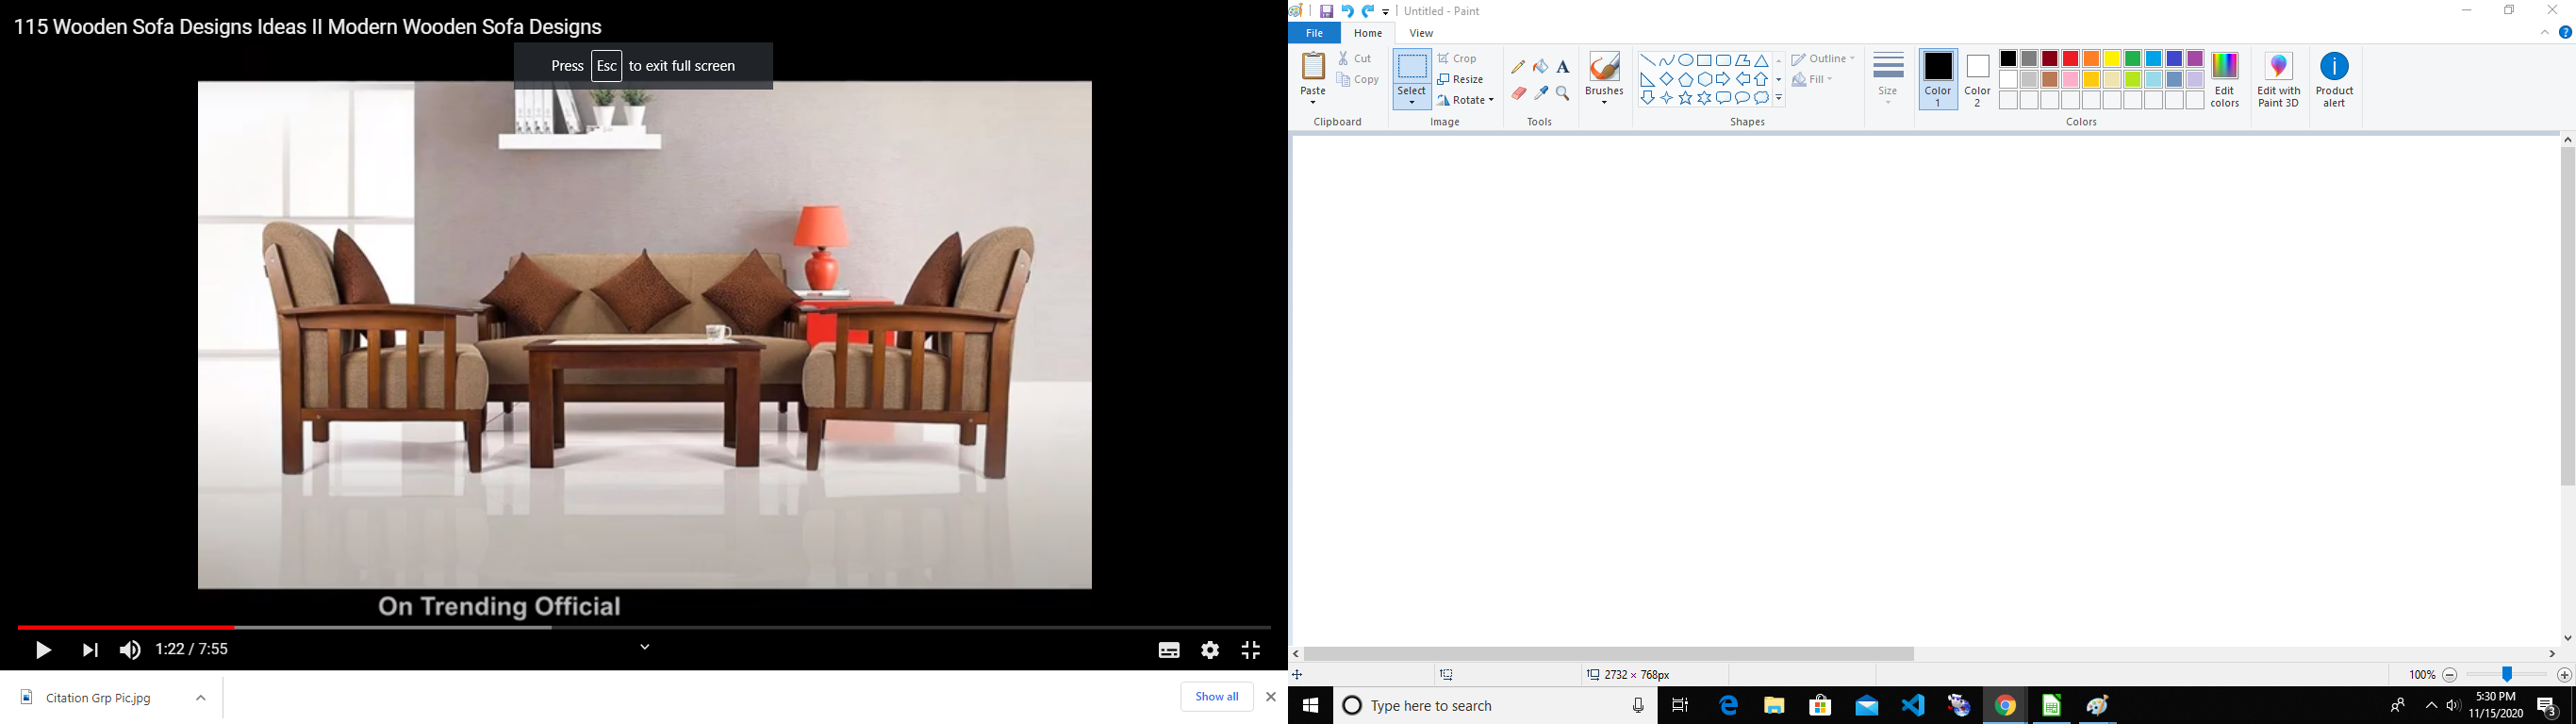 115 Wooden Sofa Designs Ideas II Modern Wooden Sofa Designs
Press Esc to exit full screen
On Trending Official
1:22 / 7:55
Citation Grp Pic.jpg
Show all
Untitled - Paint
File Home View
Paste
Cut
Copy
Clipboard
Select
Crop
Resize
Rotate
Image
A
Tools
Brushes
Shapes
Outline
Fill
Size
Color 1
Color 2
Edit colors
Colors
Edit with Paint 3D
Product alert
2732 × 768px
100%
Type here to search
5:30 PM
11/15/2020
3